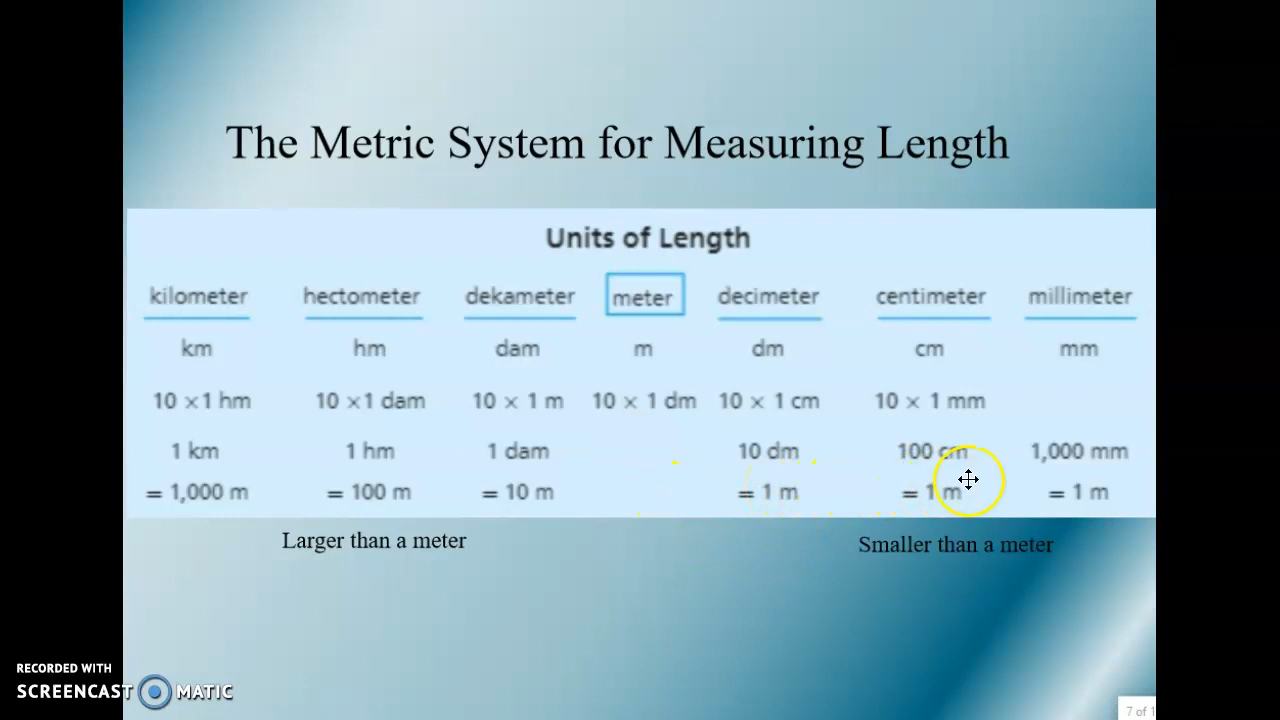 The Metric System for Measuring Length
Units of Length
kilometer hectometer dekameter meter decimeter centimeter millimeter
km hm dam m dm cm mm
10 ×1 hm 10 ×1 dam 10 × 1 m 10 × 1 dm 10 × 1 cm 10 × 1 mm
1 km 1 hm 1 dam 10 dm 100 cm 1,000 mm
= 1,000 m = 100 m = 10 m = 1 m = 1 m = 1 m
Larger than a meter Smaller than a meter
RECORDED WITH
SCREENCAST MATIC
7 of 1